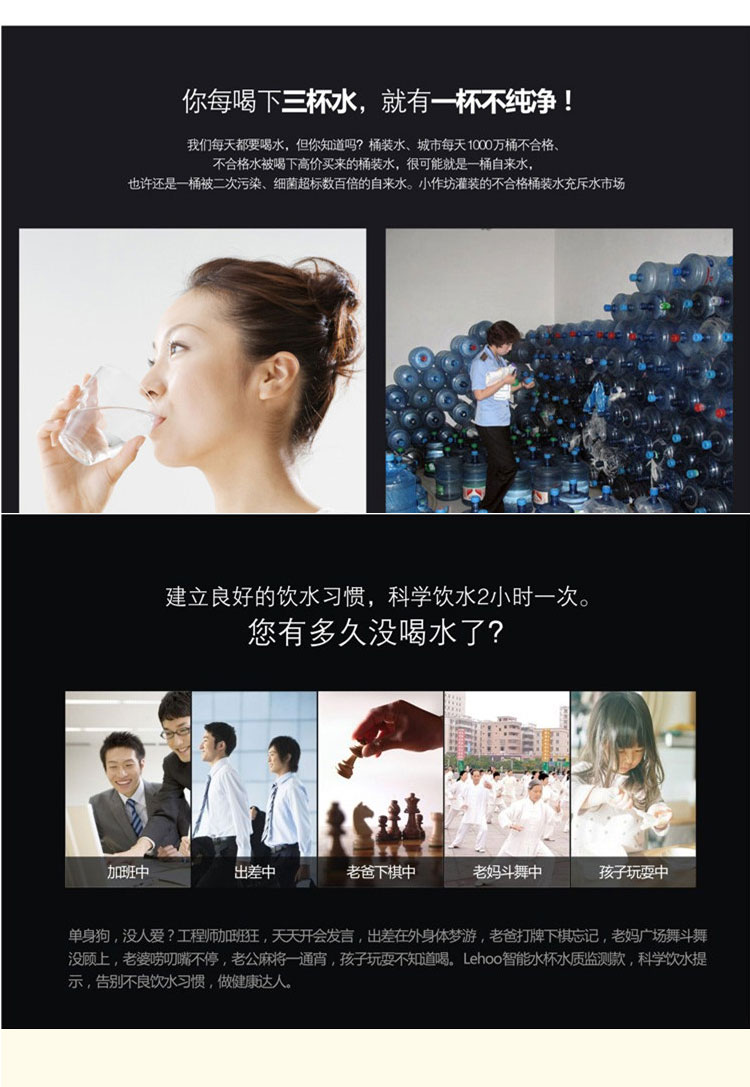 你每喝下三杯水，就有一杯不纯净！
我们每天都要喝水，但你知道吗？桶装水、城市每天1000万桶不合格、
不合格水被喝下高价买来的桶装水，很可能就是一桶自来水，
也许还是一桶被二次污染、细菌超标数百倍的自来水。小作坊灌装的不合格桶装水充斥水市场
建立良好的饮水习惯，科学饮水2小时一次。
您有多久没喝水了？
加班中
出差中
老爸下棋中
老妈斗舞中
孩子玩耍中
单身狗，没人爱？工程师加班狂，天天开会发言，出差在外身体梦游，老爸打牌下棋忘记，老妈广场舞斗舞
没顾上，老婆唠叨嘴不停，老公麻将一通宵，孩子玩耍不知道喝。Lehoo智能水杯水质监测款，科学饮水提
示，告别不良饮水习惯，做健康达人。